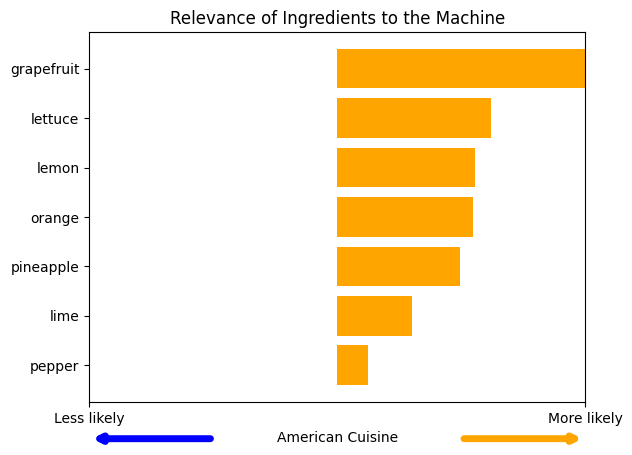 Relevance of Ingredients to the Machine
grapefruit
lettuce
lemon
orange
pineapple
lime
pepper
Less likely
More likely
American Cuisine